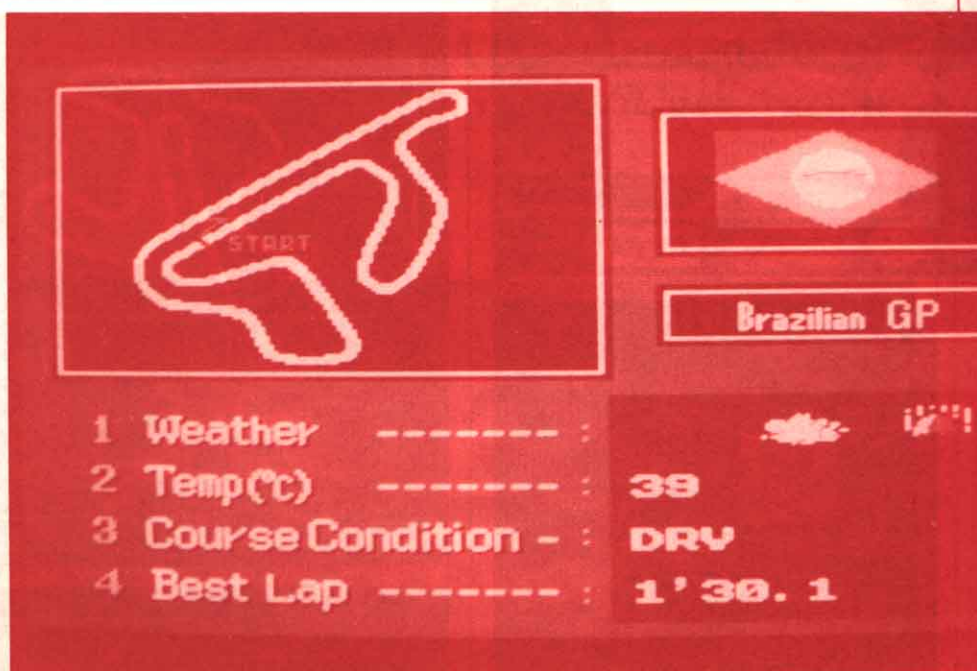 START
Brazilian GP
1 Weather ------- :
2 Temp(°C) ------- : 39
3 Course Condition - : DRY
4 Best Lap ------- : 1'30.1